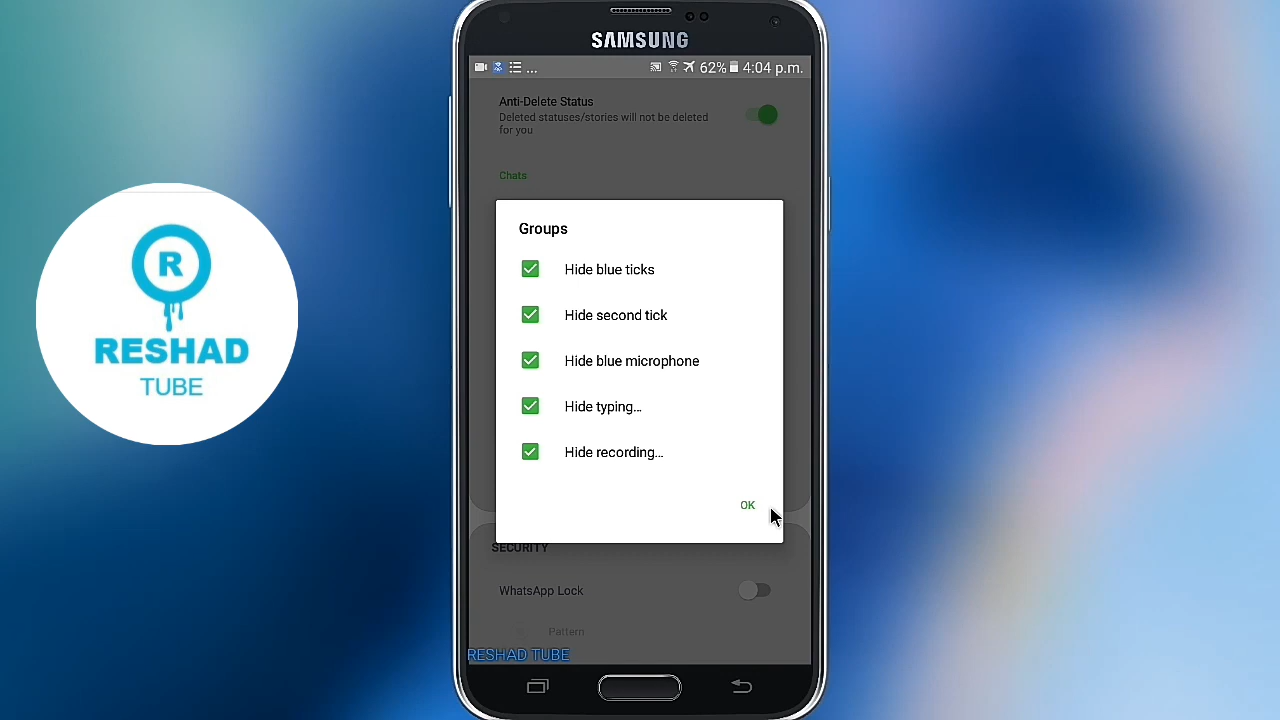 SAMSUNG
... 62% 4:04 p.m.
Anti-Delete Status
Deleted statuses/stories will not be deleted
for you
Chats
Groups
Hide blue ticks
Hide second tick
Hide blue microphone
Hide typing...
Hide recording...
OK
SECURITY
WhatsApp Lock
Pattern
RESHAD TUBE
R
RESHAD
TUBE